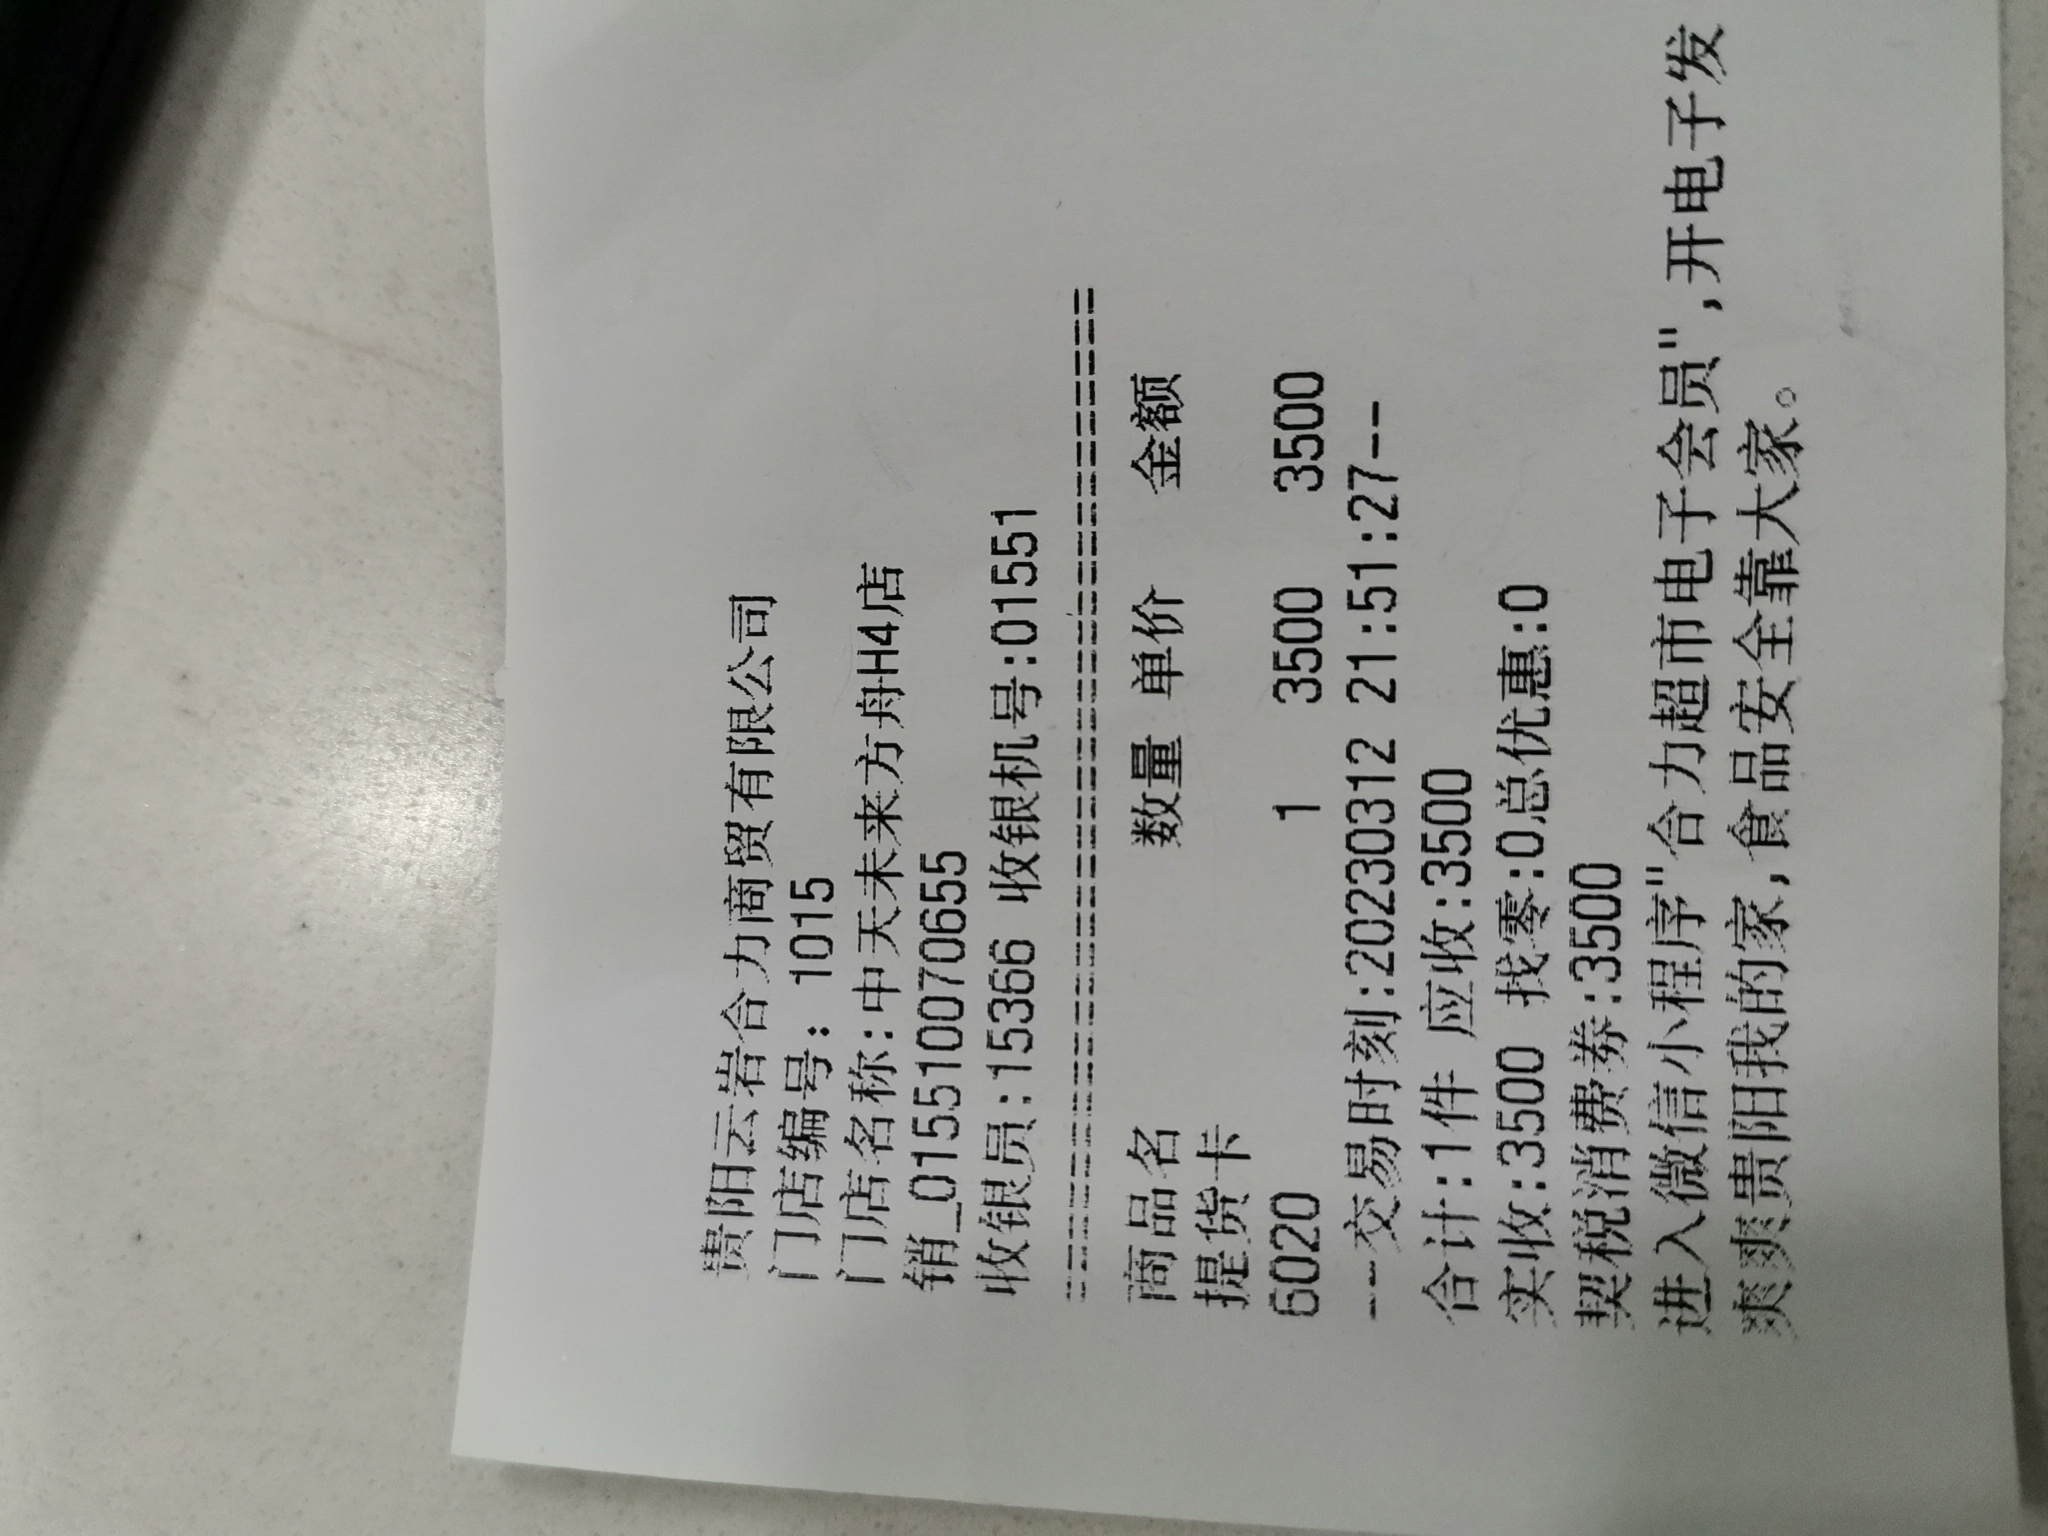 贵阳云岩合力商贸有限公司
门店编号: 1015
门店名称:中天未来方舟H4店
销_015510070655
收银员:15366 收银机号:01551
================================
商品名 数量 单价 金额
提货卡
6020 1 3500 3500
---交易时刻:20230312 21:51:27--
合计:1件 应收:3500
实收:3500 找零:0总优惠:0
契税消费券:3500
进入微信小程序"合力超市电子会员",开电子发
爽爽贵阳我的家,食品安全靠大家。